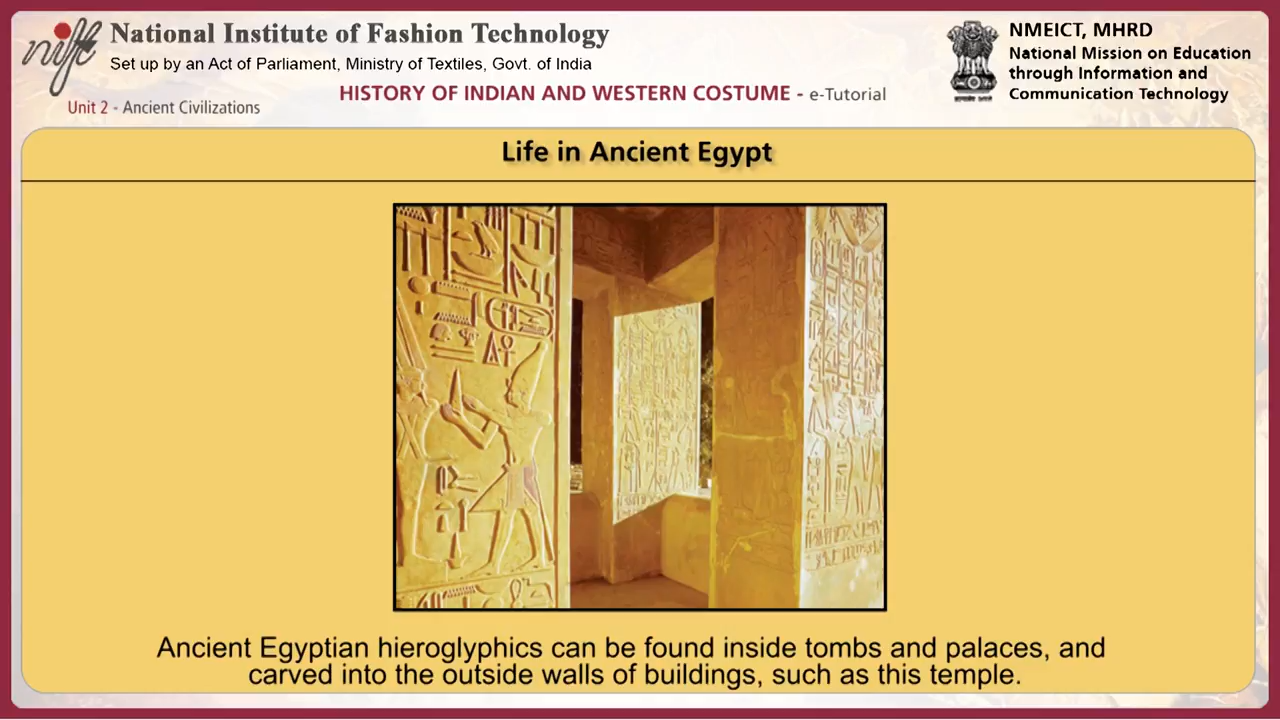 nift
National Institute of Fashion Technology
Set up by an Act of Parliament, Ministry of Textiles, Govt. of India
Unit 2 - Ancient Civilizations
HISTORY OF INDIAN AND WESTERN COSTUME - e-Tutorial
NMEICT, MHRD
National Mission on Education
through Information and
Communication Technology
Life in Ancient Egypt
Ancient Egyptian hieroglyphics can be found inside tombs and palaces, and
carved into the outside walls of buildings, such as this temple.